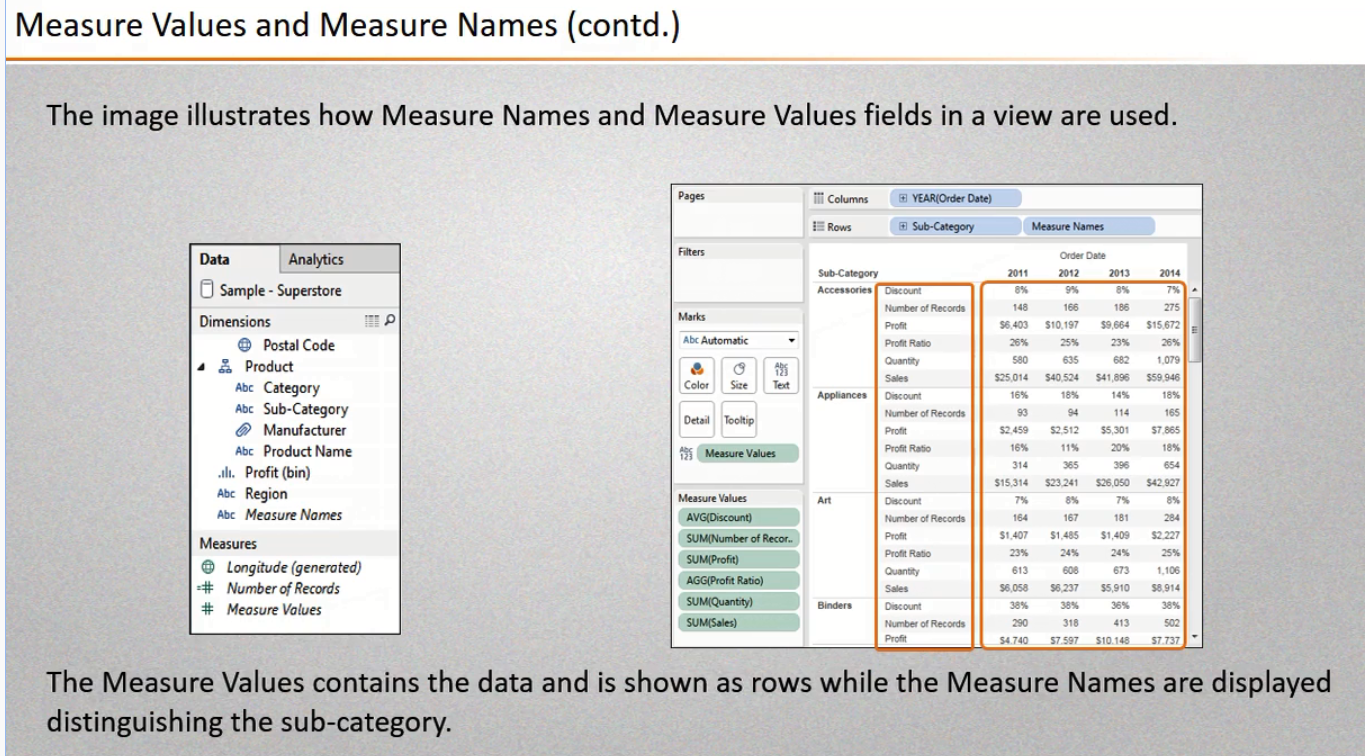 Measure Values and Measure Names (contd.)
The image illustrates how Measure Names and Measure Values fields in a view are used.
Data Analytics
Sample - Superstore
Dimensions
Postal Code
Product
Abc Category
Abc Sub-Category
Manufacturer
Abc Product Name
Profit (bin)
Abc Region
Abc Measure Names
Measures
Longitude (generated)
=# Number of Records
# Measure Values
Pages
Filters
Marks
Abc Automatic
Color Size Abc 123 Text
Detail Tooltip
Abc 123 Measure Values
Measure Values
AVG(Discount)
SUM(Number of Recor..
SUM(Profit)
AGG(Profit Ratio)
SUM(Quantity)
SUM(Sales)
Columns YEAR(Order Date)
Rows Sub-Category Measure Names
Order Date
Sub-Category 2011 2012 2013 2014
Accessories Discount 8% 9% 8% 7%
Number of Records 148 166 186 275
Profit $6,403 $10,197 $9,664 $15,672
Profit Ratio 26% 25% 23% 26%
Quantity 580 635 682 1,079
Sales $25,014 $40,524 $41,896 $59,946
Appliances Discount 16% 18% 14% 18%
Number of Records 93 94 114 165
Profit $2,459 $2,512 $5,301 $7,865
Profit Ratio 16% 11% 20% 18%
Quantity 314 365 396 654
Sales $15,314 $23,241 $26,050 $42,927
Art Discount 7% 8% 7% 8%
Number of Records 164 167 181 284
Profit $1,407 $1,485 $1,409 $2,227
Profit Ratio 23% 24% 24% 25%
Quantity 613 608 673 1,106
Sales $6,058 $6,237 $5,910 $8,914
Binders Discount 38% 38% 36% 38%
Number of Records 290 318 413 502
Profit $4,740 $7,597 $10,148 $7,737
The Measure Values contains the data and is shown as rows while the Measure Names are displayed
distinguishing the sub-category.